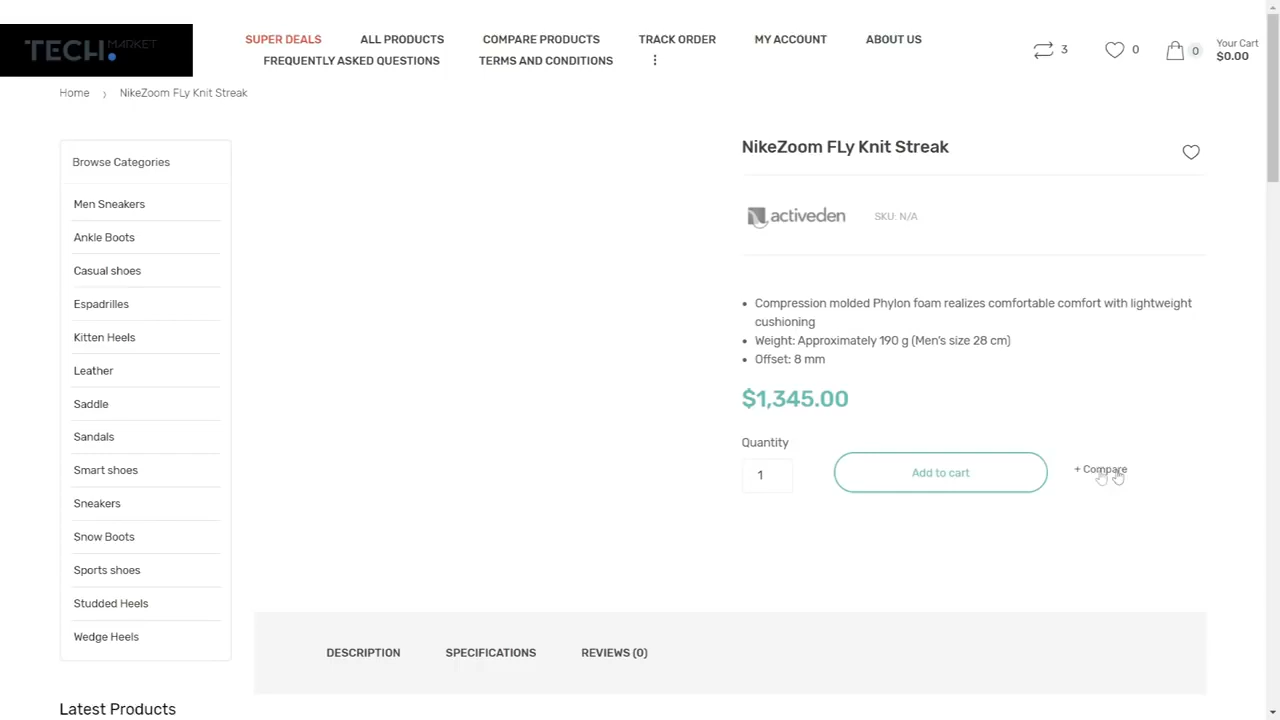 TECH MARKET
SUPER DEALS ALL PRODUCTS COMPARE PRODUCTS TRACK ORDER MY ACCOUNT ABOUT US
FREQUENTLY ASKED QUESTIONS TERMS AND CONDITIONS
3 0 0 Your Cart
$0.00
Home › NikeZoom FLy Knit Streak
Browse Categories
Men Sneakers
Ankle Boots
Casual shoes
Espadrilles
Kitten Heels
Leather
Saddle
Sandals
Smart shoes
Sneakers
Snow Boots
Sports shoes
Studded Heels
Wedge Heels
Latest Products
NikeZoom FLy Knit Streak
activeden SKU: N/A
• Compression molded Phylon foam realizes comfortable comfort with lightweight
cushioning
• Weight: Approximately 190 g (Men's size 28 cm)
• Offset: 8 mm
$1,345.00
Quantity
1 Add to cart + Compare
DESCRIPTION SPECIFICATIONS REVIEWS (0)